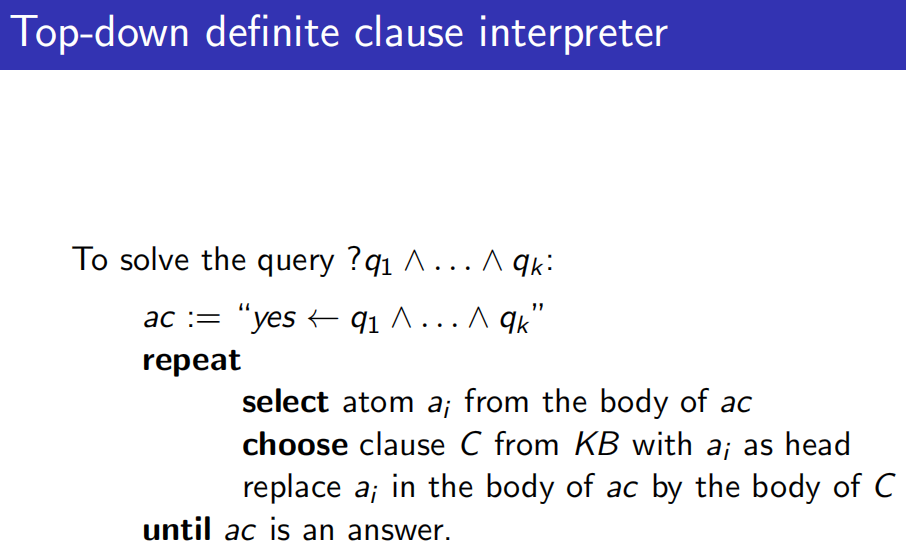 Top-down definite clause interpreter
To solve the query ?q₁ ∧ … ∧ qₖ:
ac := “yes ← q₁ ∧ … ∧ qₖ”
repeat
select atom aᵢ from the body of ac
choose clause C from KB with aᵢ as head
replace aᵢ in the body of ac by the body of C
until ac is an answer.